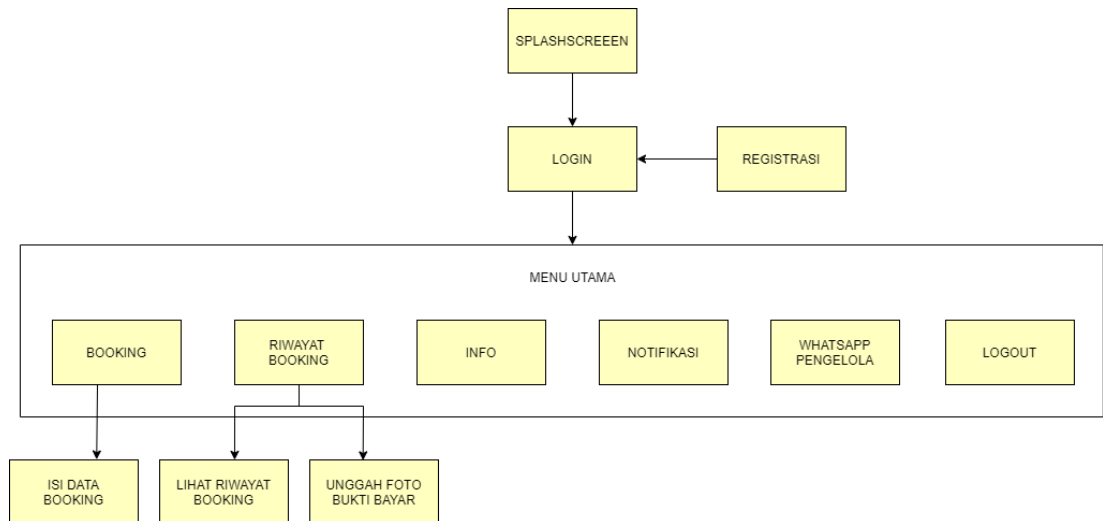 SPLASHSCREEEN
LOGIN
REGISTRASI
MENU UTAMA
BOOKING
RIWAYAT
BOOKING
INFO
NOTIFIKASI
WHATSAPP
PENGELOLA
LOGOUT
ISI DATA
BOOKING
LIHAT RIWAYAT
BOOKING
UNGGAH FOTO
BUKTI BAYAR